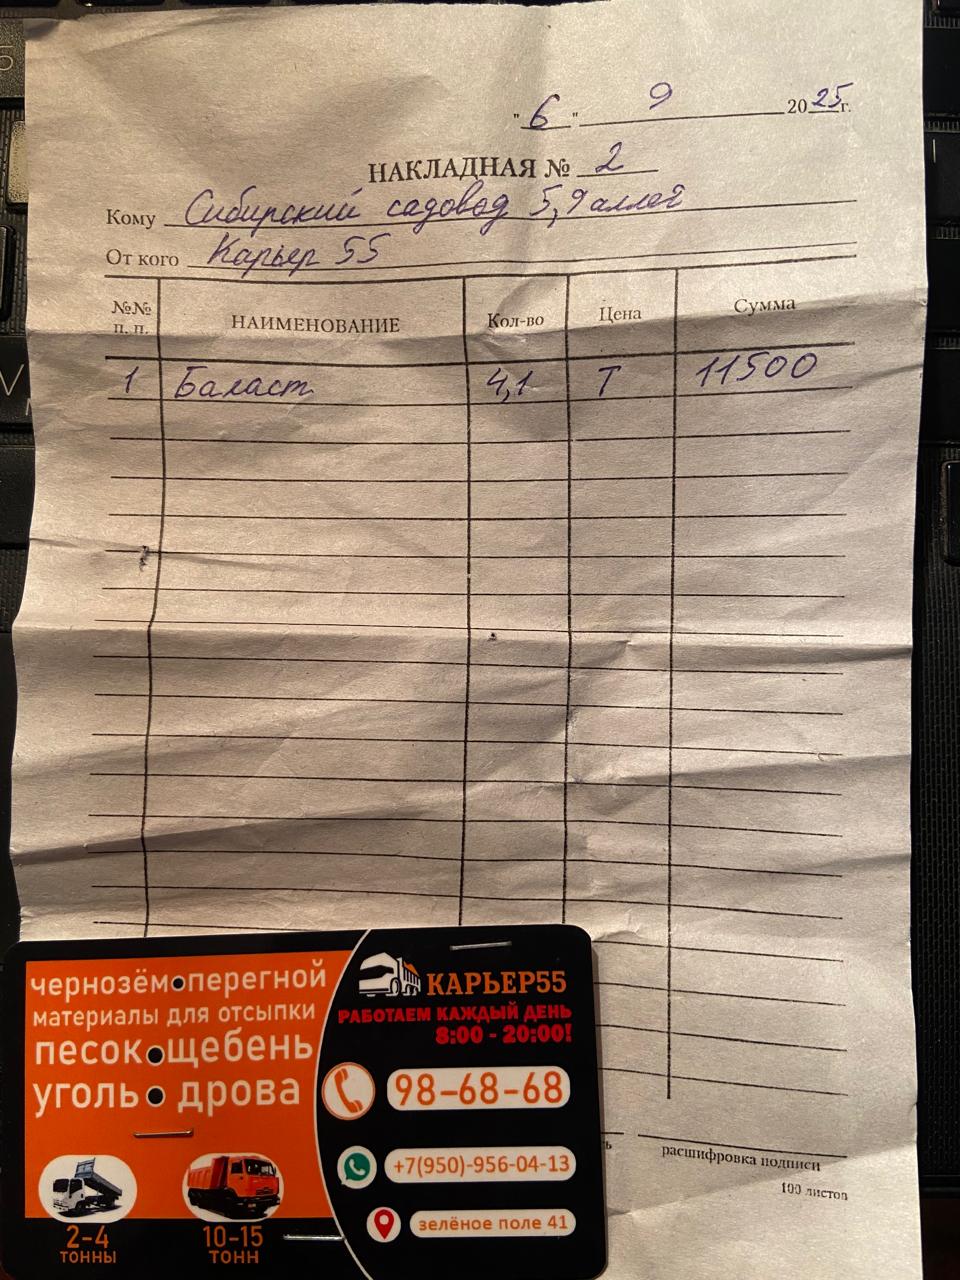 "6" 9 2025г.
НАКЛАДНАЯ № 2
Кому Сибирский садовод 5,9 аллея
От кого Карьер 55
№№ п. п. НАИМЕНОВАНИЕ Кол-во Цена Сумма
1 Баласт 4,1 Т 11500
чернозём•перегной
материалы для отсыпки
песок•щебень
уголь•дрова
2-4 ТОННЫ
10-15 ТОНН
КАРЬЕР55
РАБОТАЕМ КАЖДЫЙ ДЕНЬ
8:00 - 20:00!
98-68-68
+7(950)-956-04-13
зелёное поле 41
ь расшифровка подписи
100 листов